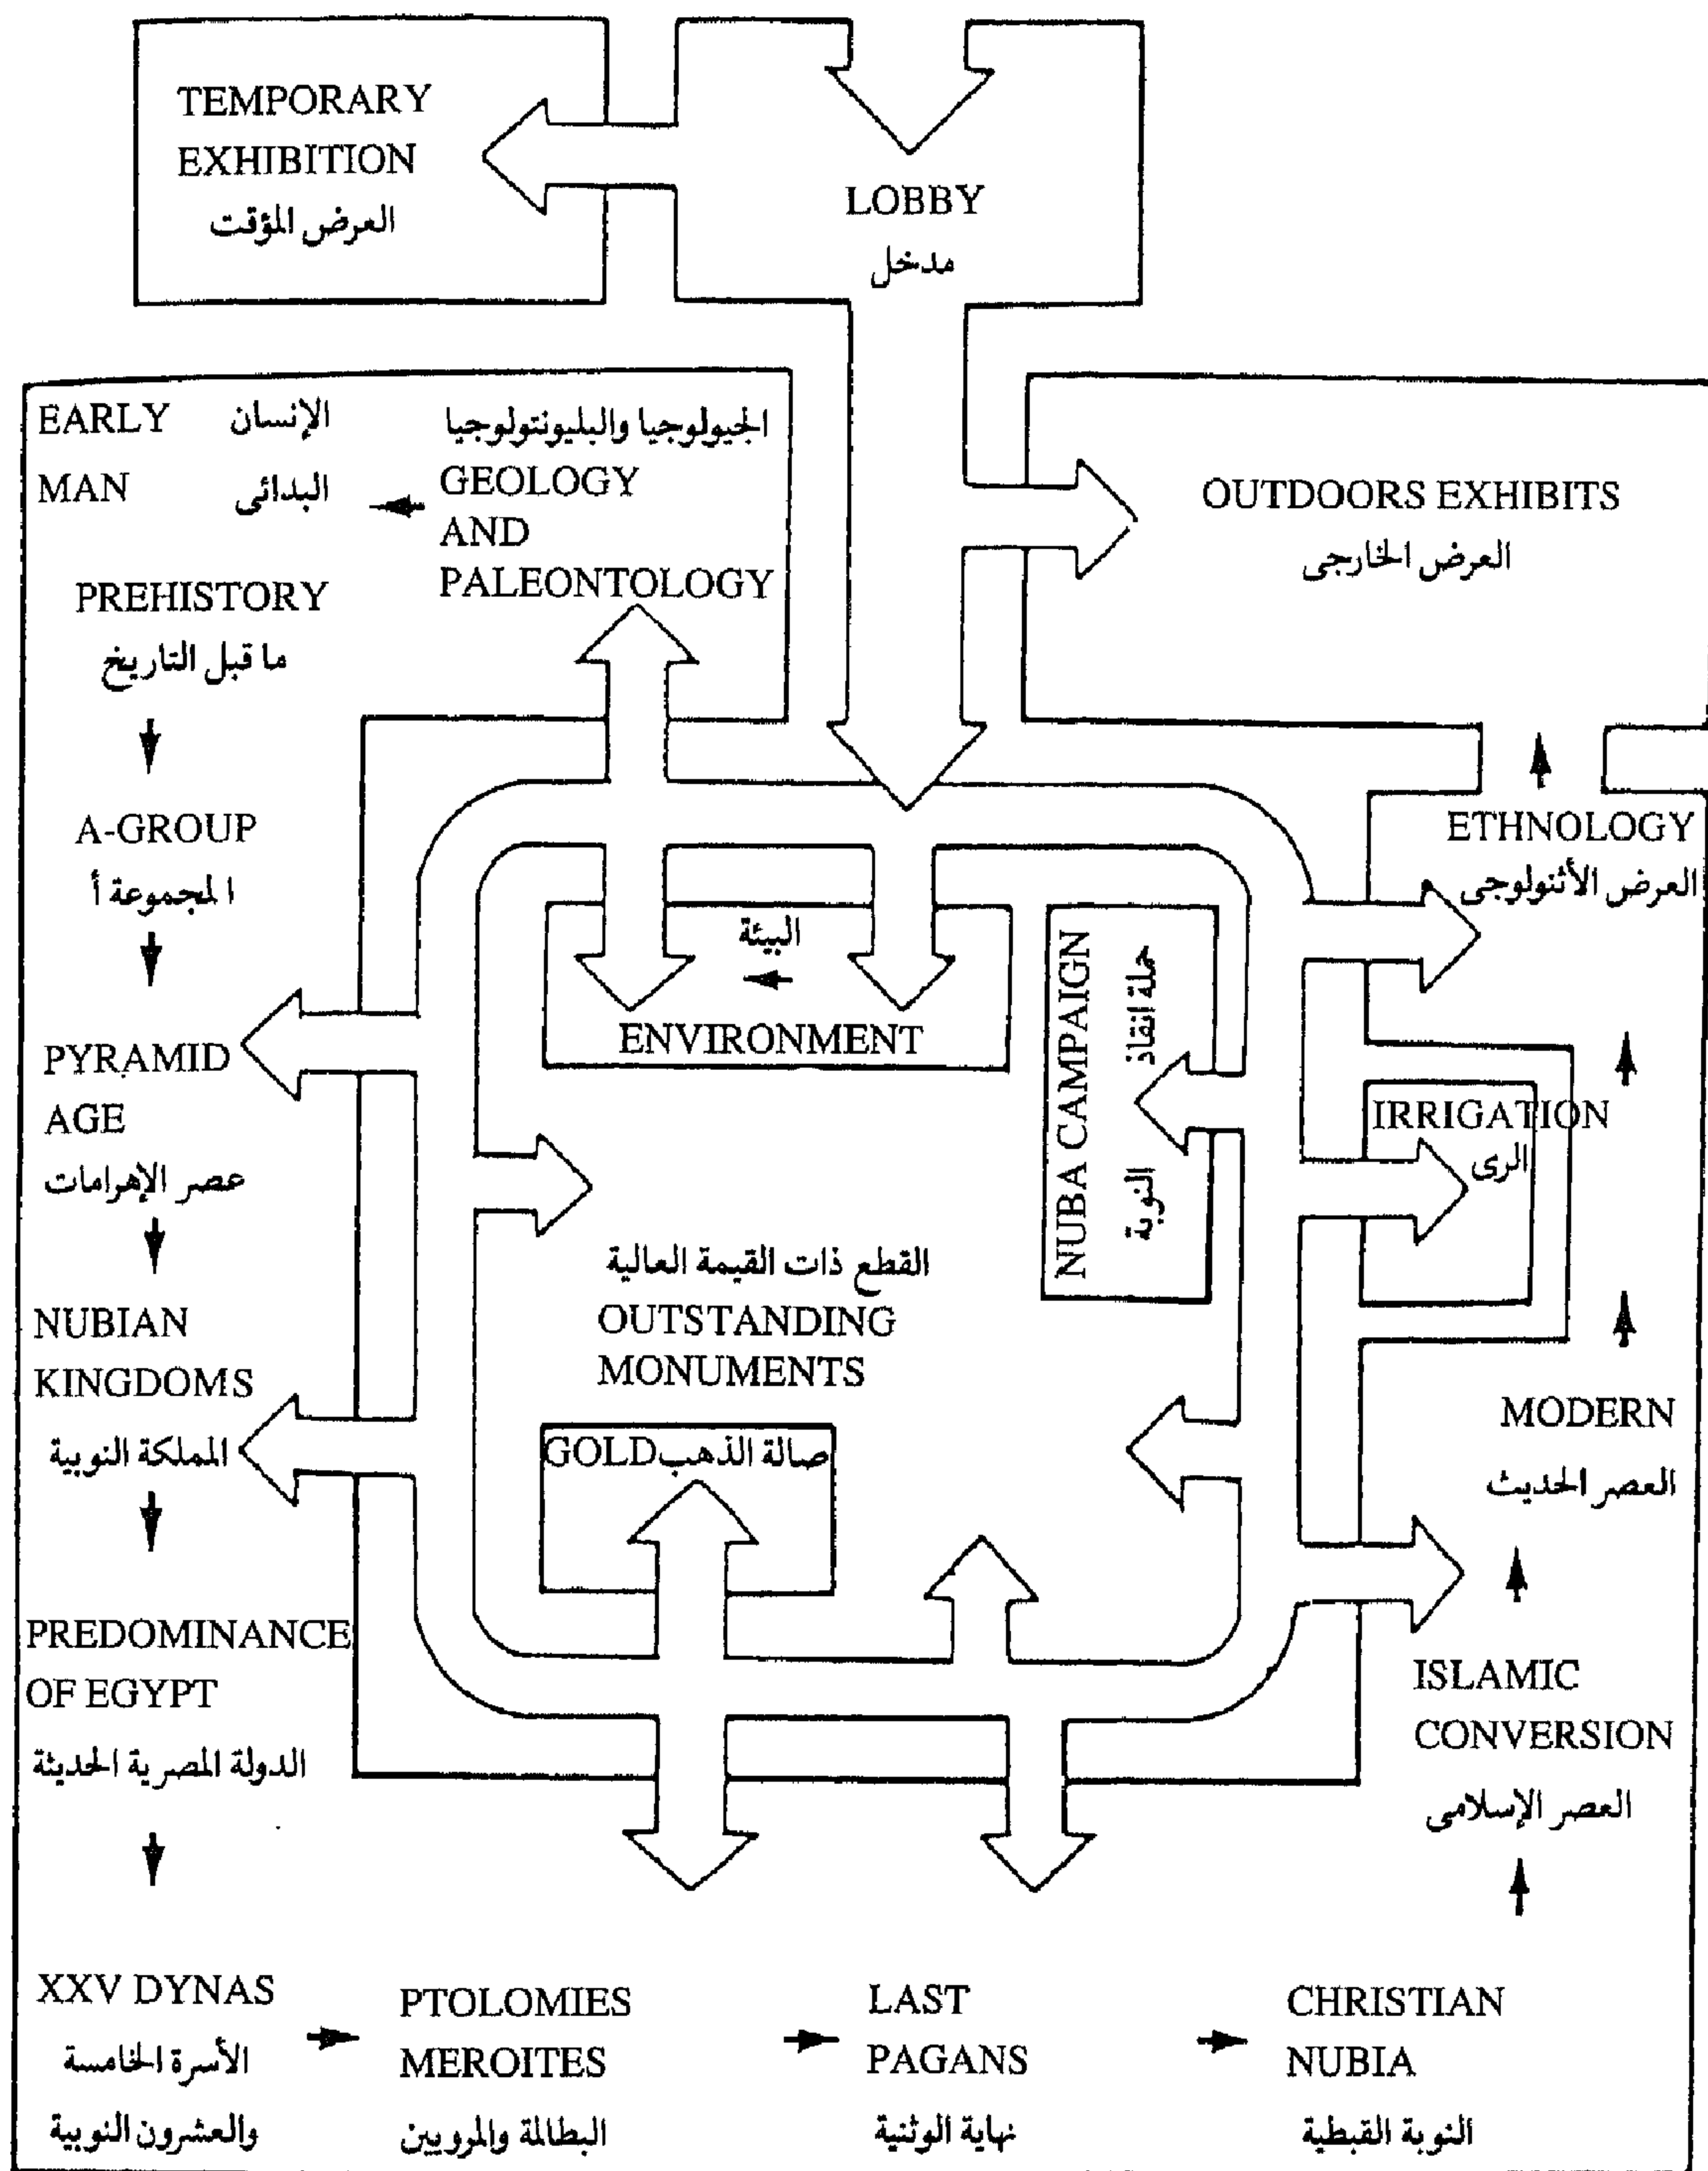 TEMPORARY
EXHIBITION
العرض المؤقت
LOBBY
مدخل
EARLY
MAN
الإنسان
البدائى
الجيولوجيا والبليونتولوجيا
GEOLOGY
AND
PALEONTOLOGY
OUTDOORS EXHIBITS
العرض الخارجى
PREHISTORY
ما قبل التاريخ
A-GROUP
المجموعة أ
PYRAMID
AGE
عصر الإهرامات
NUBIAN
KINGDOMS
المملكة النوبية
PREDOMINANCE
OF EGYPT
الدولة المصرية الحديثة
XXV DYNAS
الأسرة الخامسة
والعشرون النوبية
PTOLOMIES
MEROITES
البطالمة والمرويين
LAST
PAGANS
نهاية الوثنية
CHRISTIAN
NUBIA
النوبة القبطية
ISLAMIC
CONVERSION
العصر الإسلامى
MODERN
العصر الحديث
IRRIGATION
الرى
ETHNOLOGY
العرض الأثنولوجى
البيئة
ENVIRONMENT
NUBA CAMPAIGN
حملة انقاذ
النوبة
القطع ذات القيمة العالية
OUTSTANDING
MONUMENTS
GOLD صالة الذهب